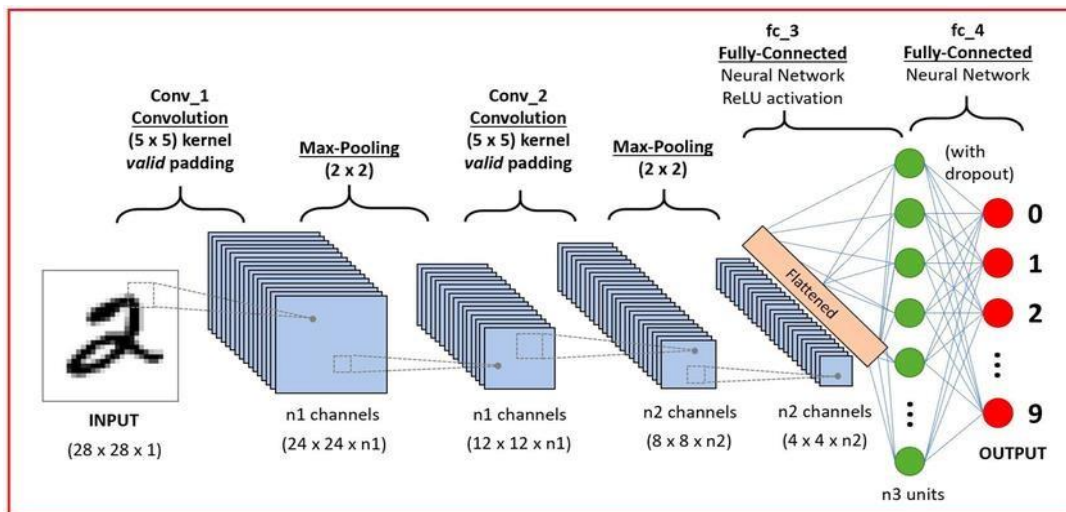 Conv_1
Convolution
(5 x 5) kernel
valid padding
Max-Pooling
(2 x 2)
Conv_2
Convolution
(5 x 5) kernel
valid padding
Max-Pooling
(2 x 2)
fc_3
Fully-Connected
Neural Network
ReLU activation
fc_4
Fully-Connected
Neural Network
(with
dropout)
2
INPUT
(28 x 28 x 1)
n1 channels
(24 x 24 x n1)
n1 channels
(12 x 12 x n1)
n2 channels
(8 x 8 x n2)
n2 channels
(4 x 4 x n2)
Flattened
n3 units
0
1
2
9
OUTPUT